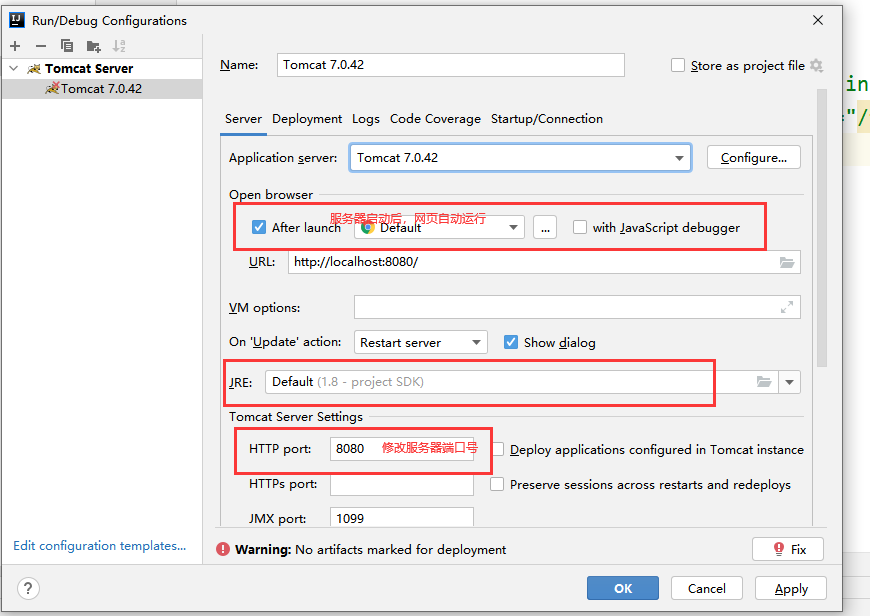 Run/Debug Configurations
Tomcat Server
Tomcat 7.0.42
Name: Tomcat 7.0.42 Store as project file
Server Deployment Logs Code Coverage Startup/Connection
Application server: Tomcat 7.0.42 Configure...
Open browser
服务器启动后，网页自动运行
After launch Default ... with JavaScript debugger
URL: http://localhost:8080/
VM options:
On 'Update' action: Restart server Show dialog
JRE: Default (1.8 - project SDK)
Tomcat Server Settings
HTTP port: 8080 修改服务器端口号 Deploy applications configured in Tomcat instance
HTTPs port: Preserve sessions across restarts and redeploys
JMX port: 1099
Edit configuration templates...
Warning: No artifacts marked for deployment Fix
? OK Cancel Apply
in
="/